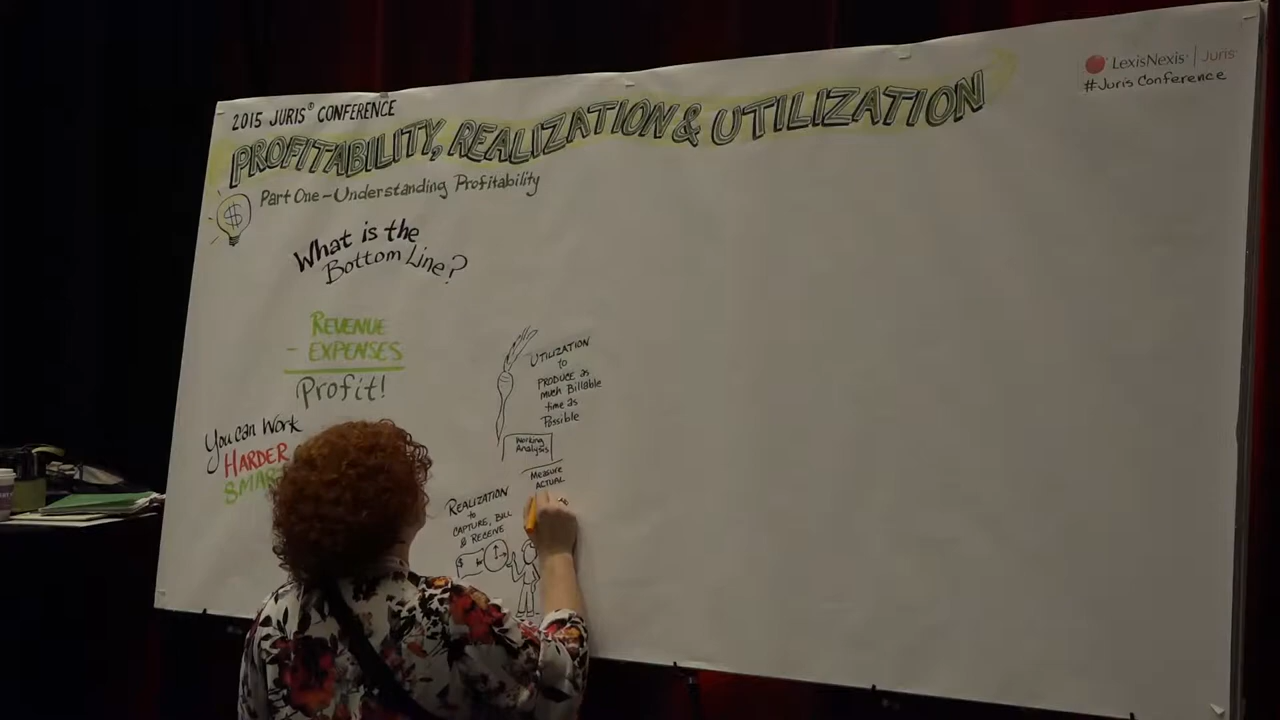 2015 JURIS® CONFERENCE
LexisNexis® | Juris®
#Juris Conference
PROFITABILITY, REALIZATION & UTILIZATION
Part One - Understanding Profitability
$
What is the
Bottom Line?
REVENUE
- EXPENSES
Profit!
You can Work
HARDER
UTILIZATION
to
PRODUCE as
much Billable
time as
Possible
Working
Analysis
Measure
ACTUAL
REALIZATION
to
CAPTURE, BILL
& RECEIVE
$